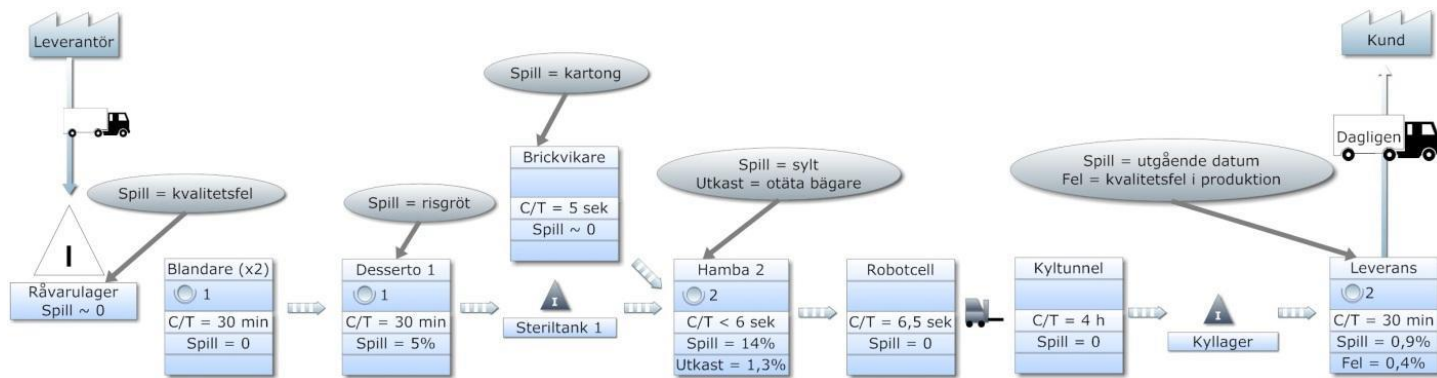 Leverantör
Kund
Spill = kartong
Dagligen
Brickvikare
C/T = 5 sek
Spill ~ 0
Spill = sylt
Utkast = otäta bägare
Spill = utgående datum
Fel = kvalitetsfel i produktion
Spill = kvalitetsfel
Spill = risgröt
I
Råvarulager
Spill ~ 0
Blandare (x2)
1
C/T = 30 min
Spill = 0
Desserto 1
1
C/T = 30 min
Spill = 5%
I
Steriltank 1
Hamba 2
2
C/T < 6 sek
Spill = 14%
Utkast = 1,3%
Robotcell
C/T = 6,5 sek
Spill = 0
Kyltunnel
C/T = 4 h
Spill = 0
I
Kyllager
Leverans
2
C/T = 30 min
Spill = 0,9%
Fel = 0,4%